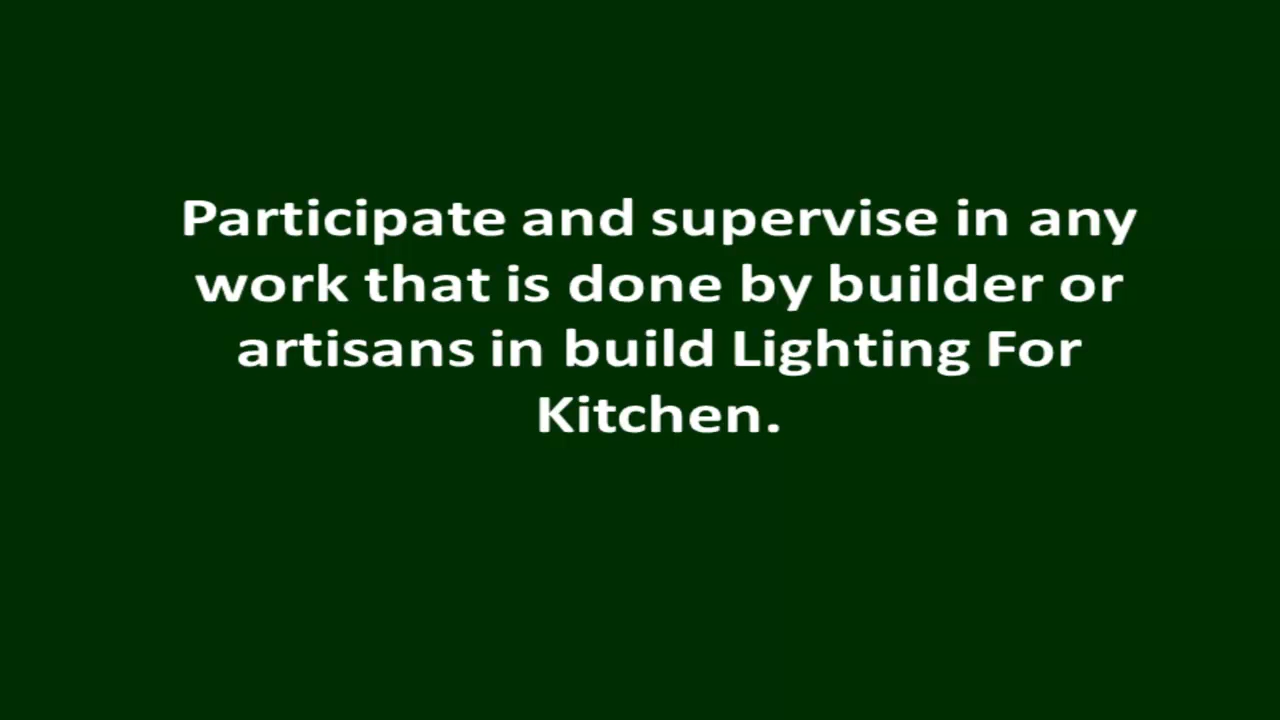 Participate and supervise in any
work that is done by builder or
artisans in build Lighting For
Kitchen.